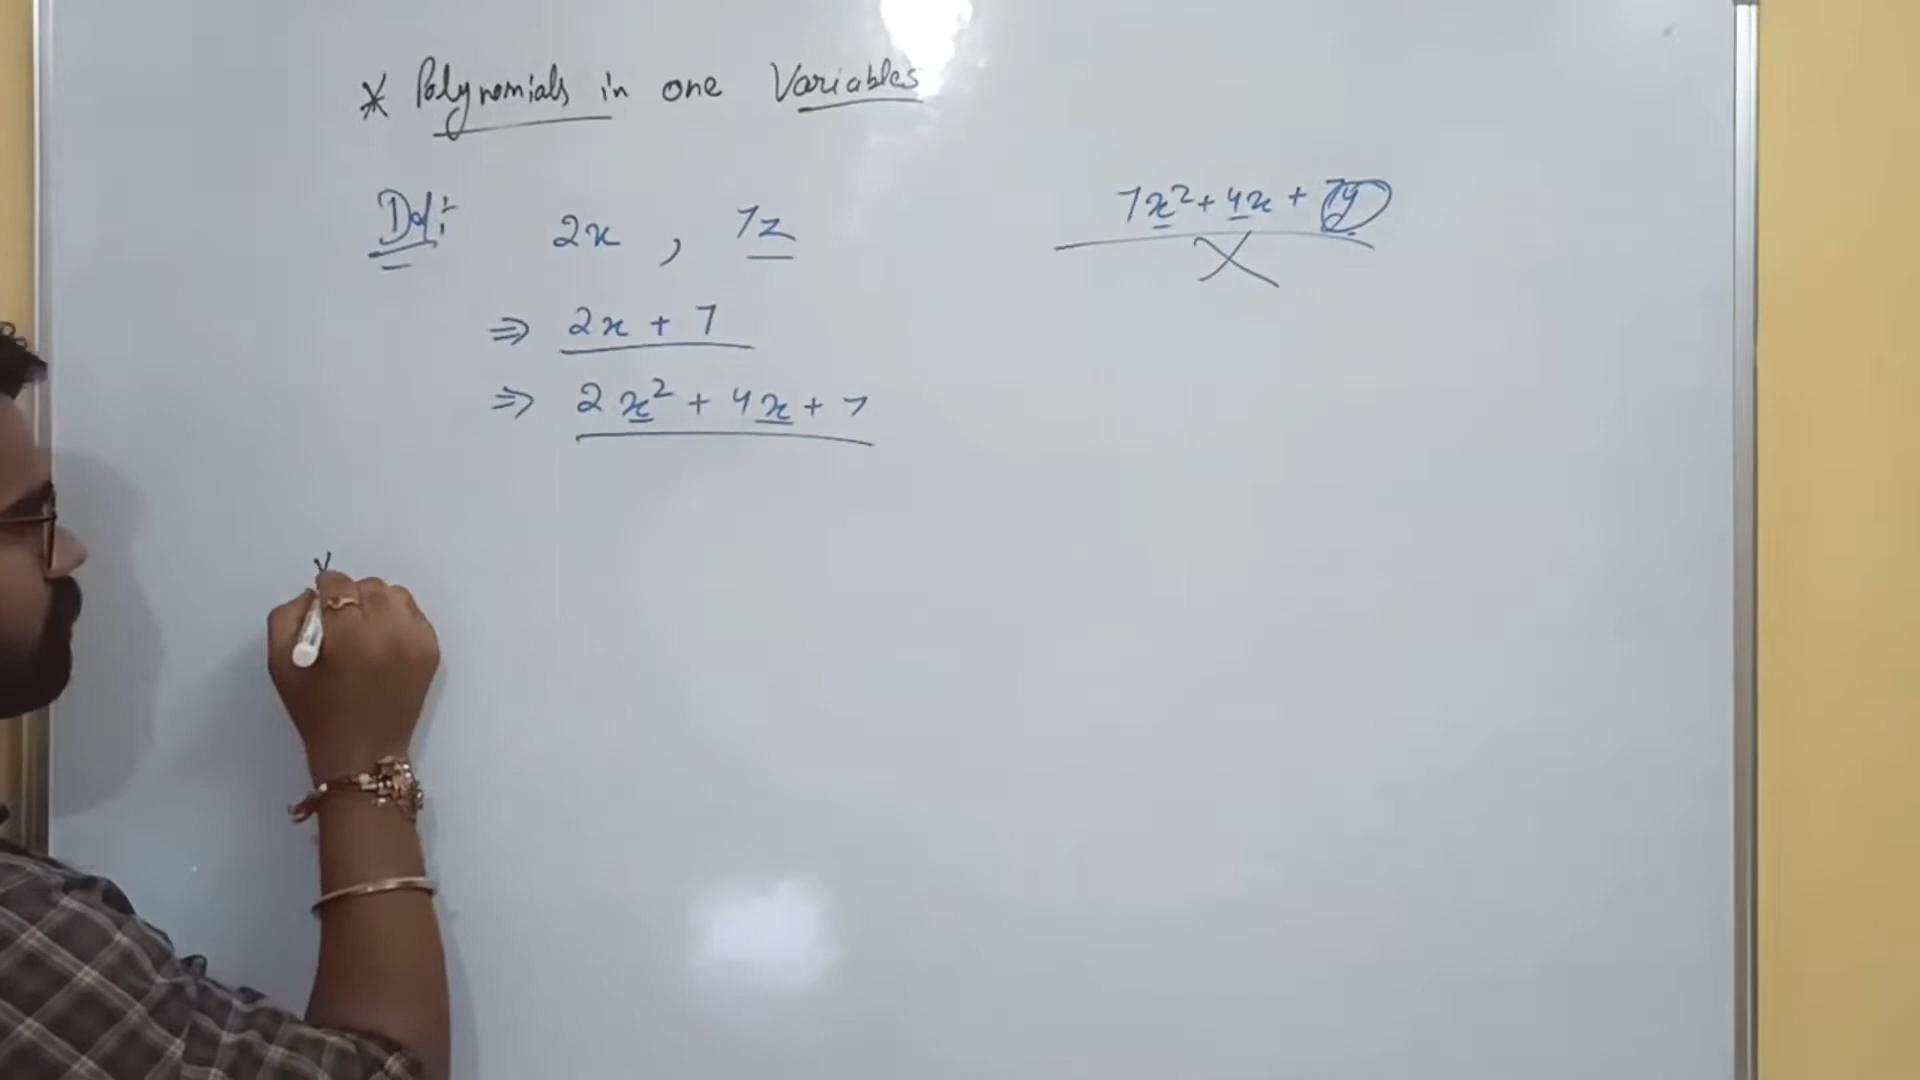 * Polynomials in one Variables
Def:- 2x , 7z
7x² + 4x + 7y
⇒ 2x + 7
⇒ 2x² + 4x + 7